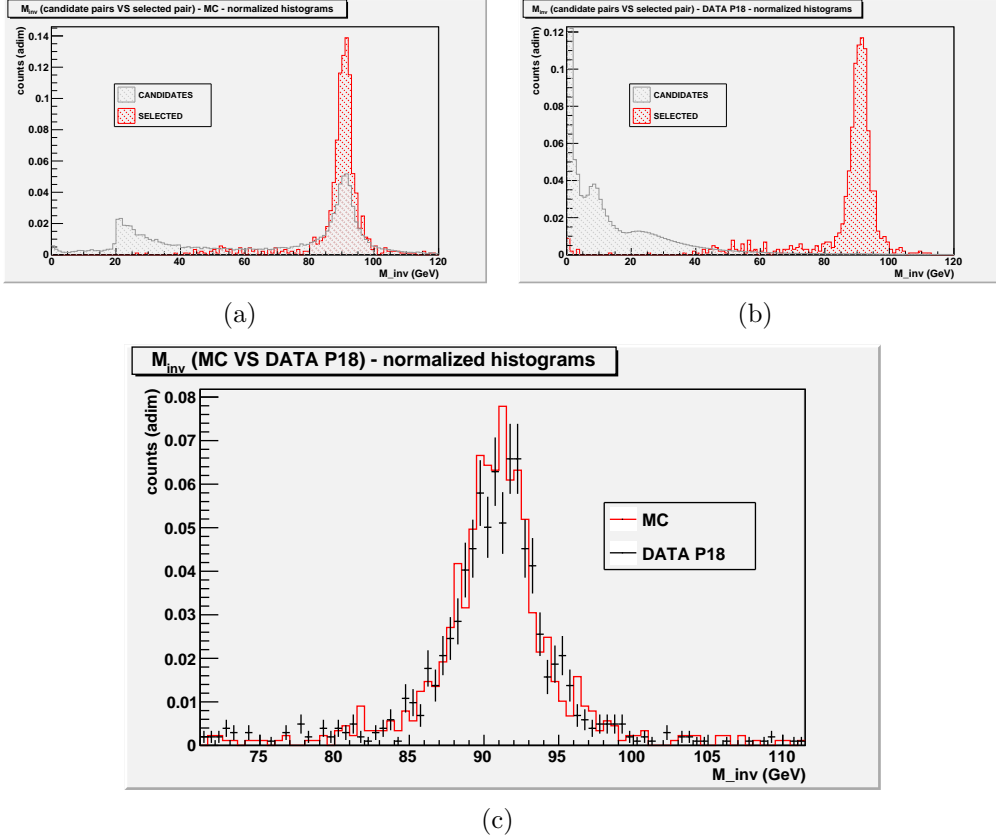 M_inv (candidate pairs VS selected pair) - MC - normalized histograms
counts (adim)
0.14
0.12
0.1
0.08
0.06
0.04
0.02
0
CANDIDATES
SELECTED
0 20 40 60 80 100 120
M_inv (GeV)
(a)
M_inv (candidate pairs VS selected pair) - DATA P18 - normalized histograms
counts (adim)
0.12
0.1
0.08
0.06
0.04
0.02
0
CANDIDATES
SELECTED
0 20 40 60 80 100 120
M_inv (GeV)
(b)
M_inv (MC VS DATA P18) - normalized histograms
counts (adim)
0.08
0.07
0.06
0.05
0.04
0.03
0.02
0.01
0
MC
DATA P18
75 80 85 90 95 100 105 110
M_inv (GeV)
(c)